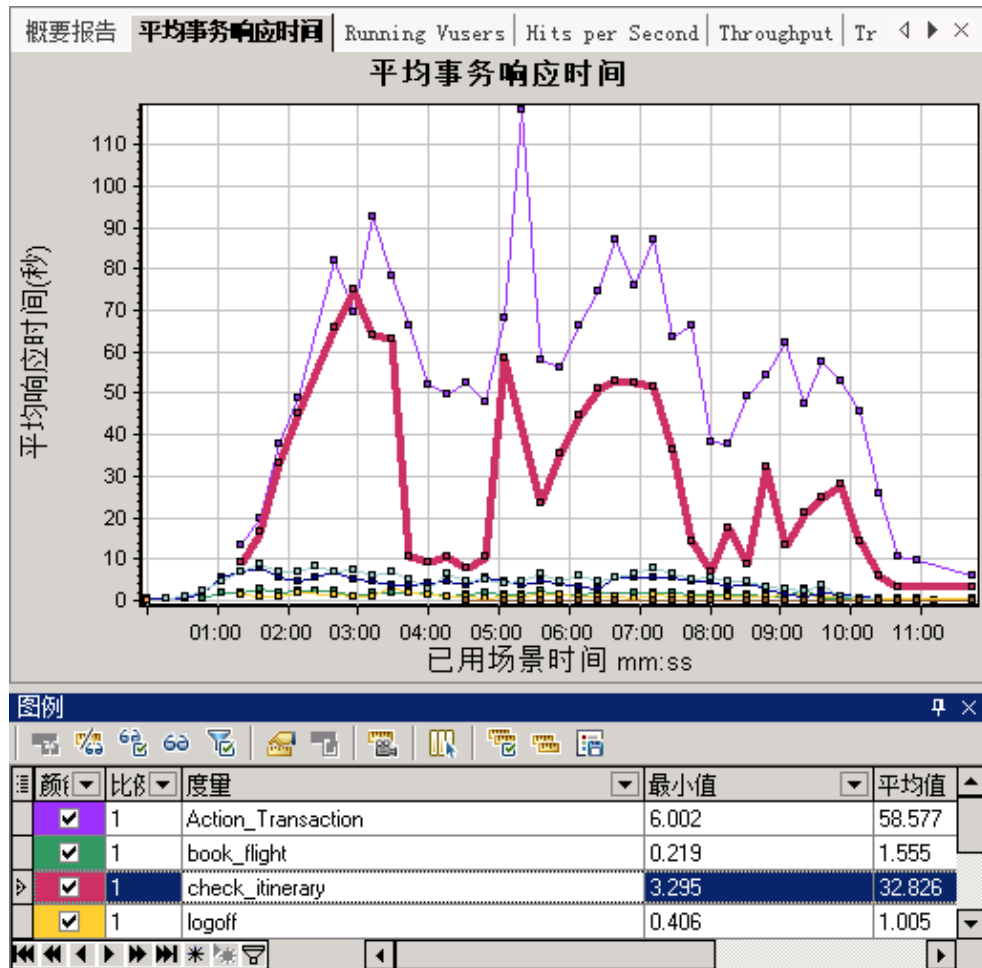 概要报告 平均事务响应时间 Running Vusers Hits per Second Throughput Tr
平均事务响应时间
平均响应时间(秒)
110
100
90
80
70
60
50
40
30
20
10
0
01:00 02:00 03:00 04:00 05:00 06:00 07:00 08:00 09:00 10:00 11:00
已用场景时间 mm:ss
图例
度量 最小值 平均值
1 Action_Transaction 6.002 58.577
1 book_flight 0.219 1.555
1 check_itinerary 3.295 32.826
1 logoff 0.406 1.005